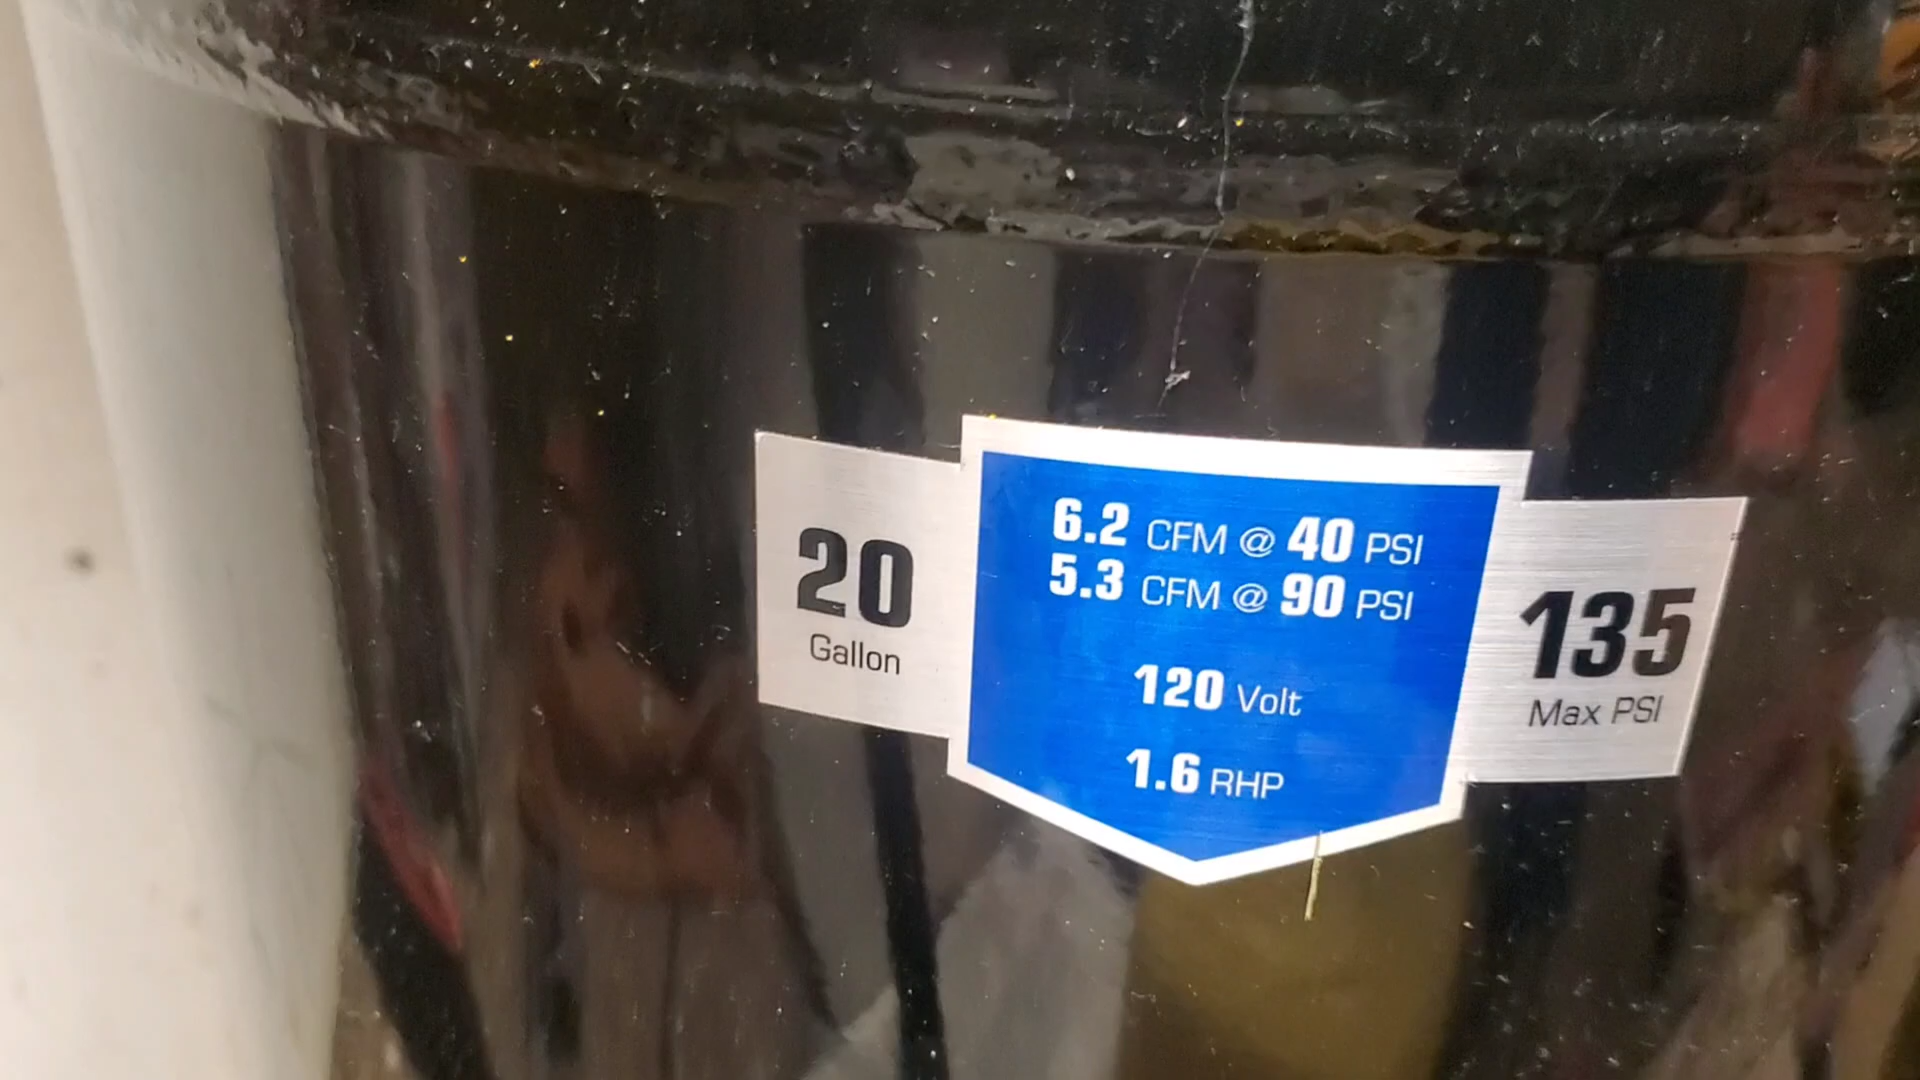 20
Gallon
6.2 CFM @ 40 PSI
5.3 CFM @ 90 PSI
120 Volt
1.6 RHP
135
Max PSI